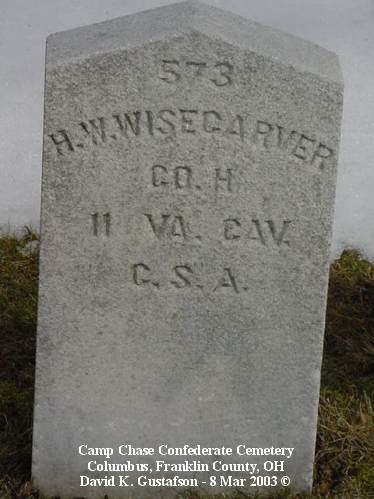 573
H.W.WISECARVER
CO. H
11 VA. CAV.
C.S.A.
Camp Chase Confederate Cemetery
Columbus, Franklin County, OH
David K. Gustafson - 8 Mar 2003 ©